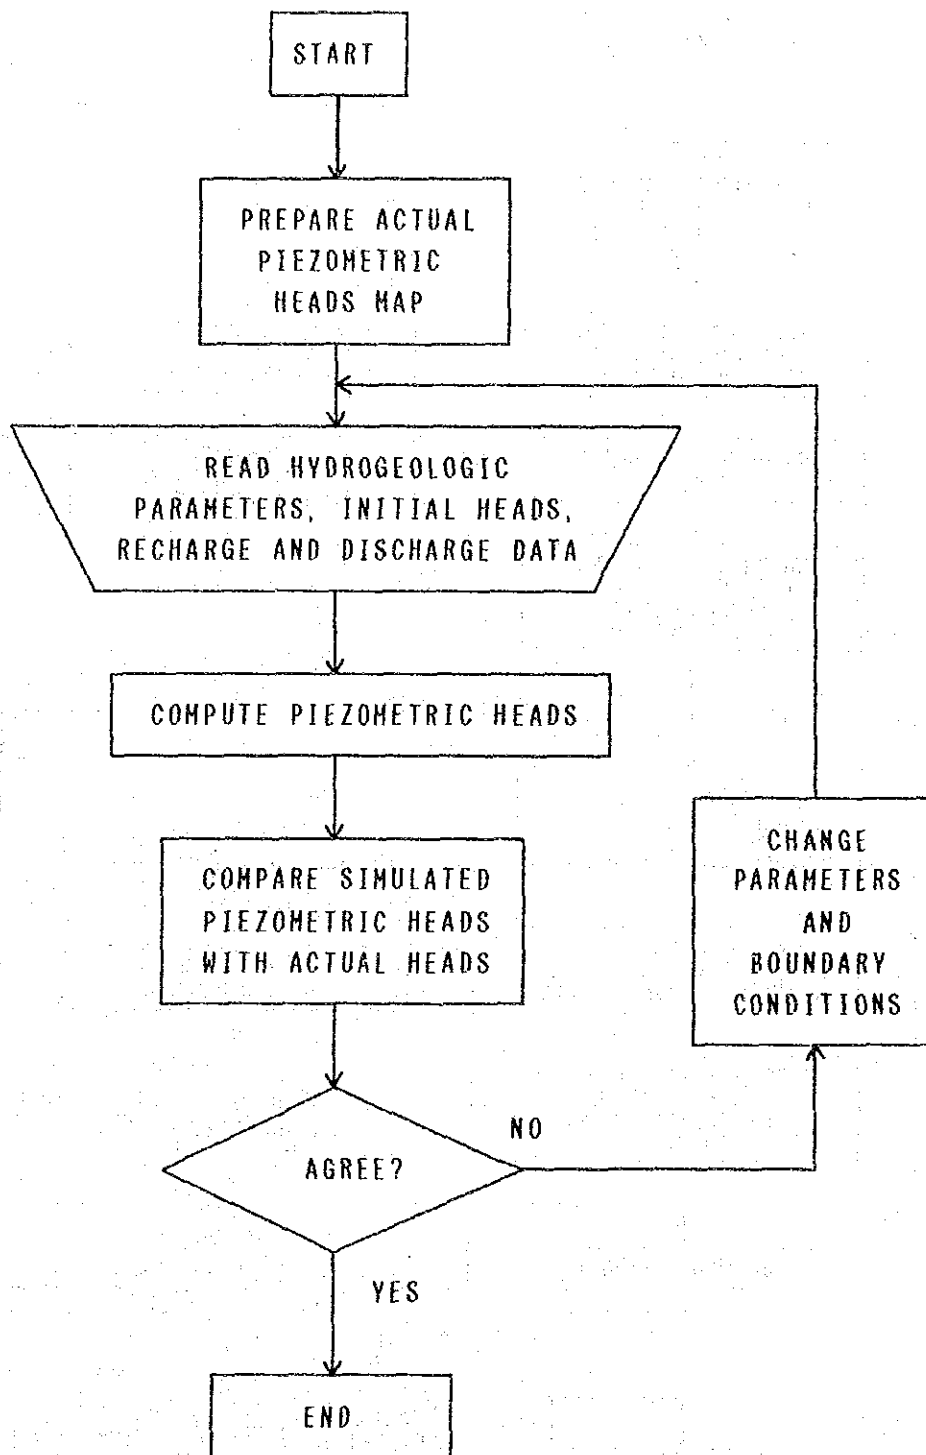 START
PREPARE ACTUAL
PIEZOMETRIC
HEADS MAP
READ HYDROGEOLOGIC
PARAMETERS, INITIAL HEADS,
RECHARGE AND DISCHARGE DATA
COMPUTE PIEZOMETRIC HEADS
COMPARE SIMULATED
PIEZOMETRIC HEADS
WITH ACTUAL HEADS
CHANGE
PARAMETERS
AND
BOUNDARY
CONDITIONS
NO
AGREE?
YES
END